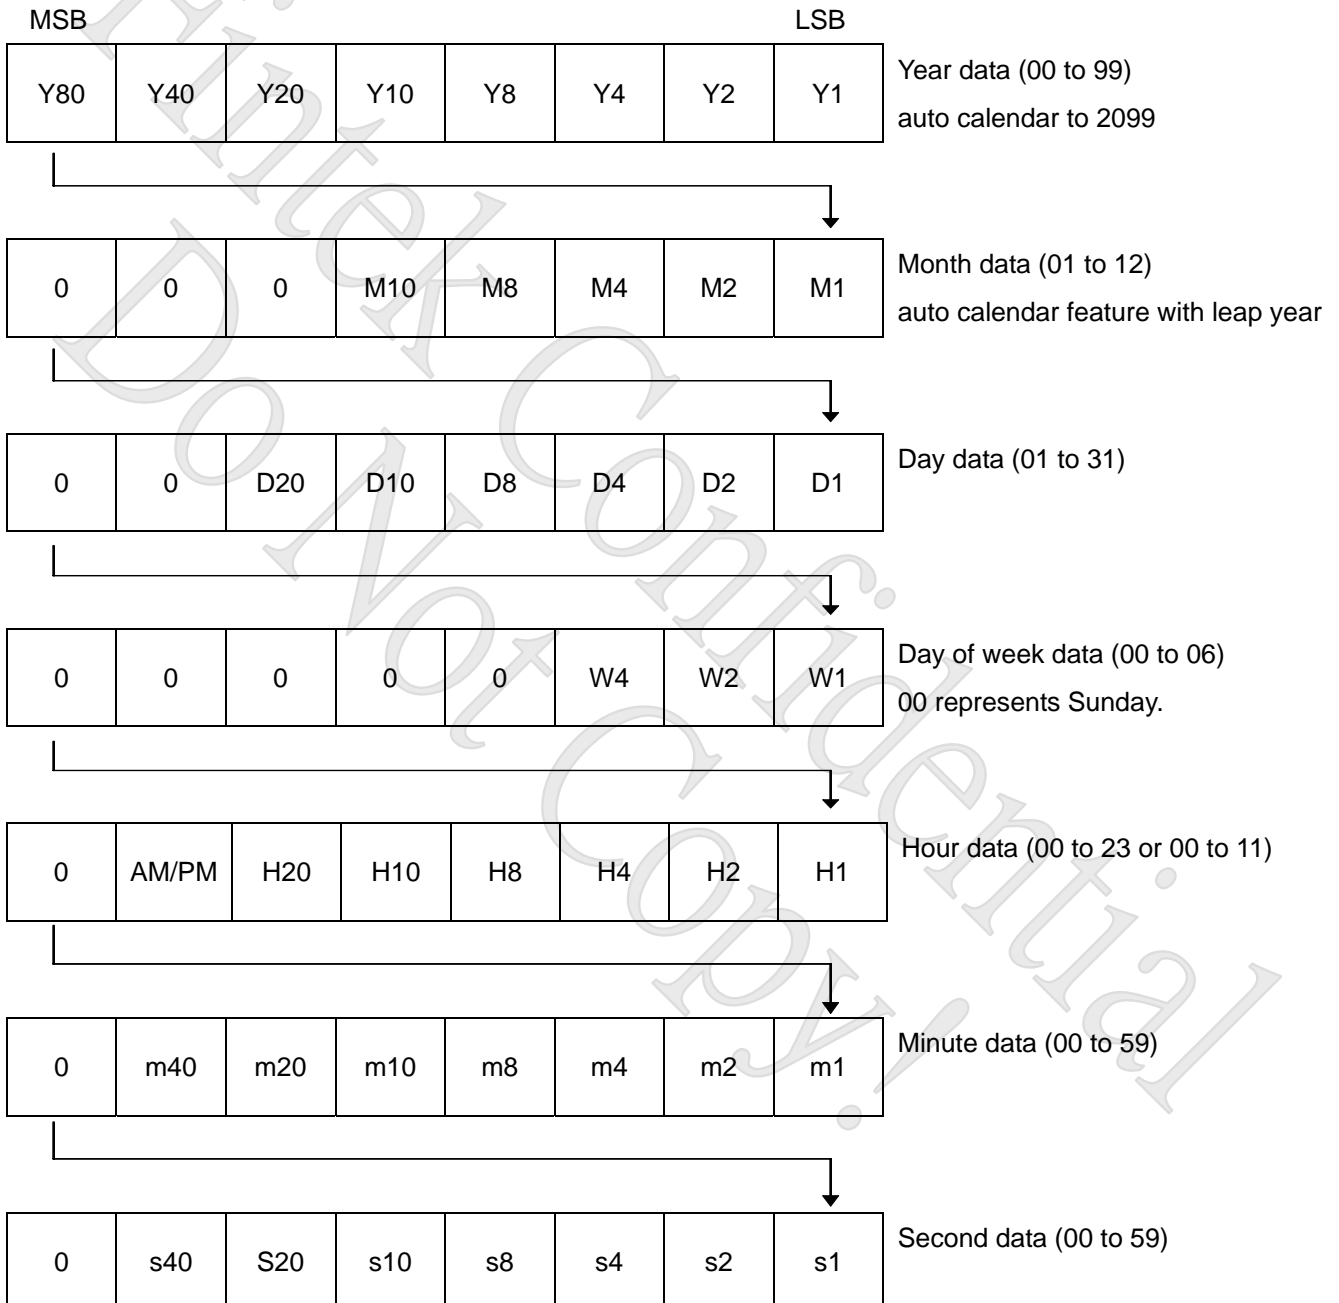 MSB LSB
Y80 Y40 Y20 Y10 Y8 Y4 Y2 Y1
Year data (00 to 99)
auto calendar to 2099
0 0 0 M10 M8 M4 M2 M1
Month data (01 to 12)
auto calendar feature with leap year
0 0 D20 D10 D8 D4 D2 D1
Day data (01 to 31)
0 0 0 0 0 W4 W2 W1
Day of week data (00 to 06)
00 represents Sunday.
0 AM/PM H20 H10 H8 H4 H2 H1
Hour data (00 to 23 or 00 to 11)
0 m40 m20 m10 m8 m4 m2 m1
Minute data (00 to 59)
0 s40 S20 s10 s8 s4 s2 s1
Second data (00 to 59)
Fintek Confidential
Do Not Copy!